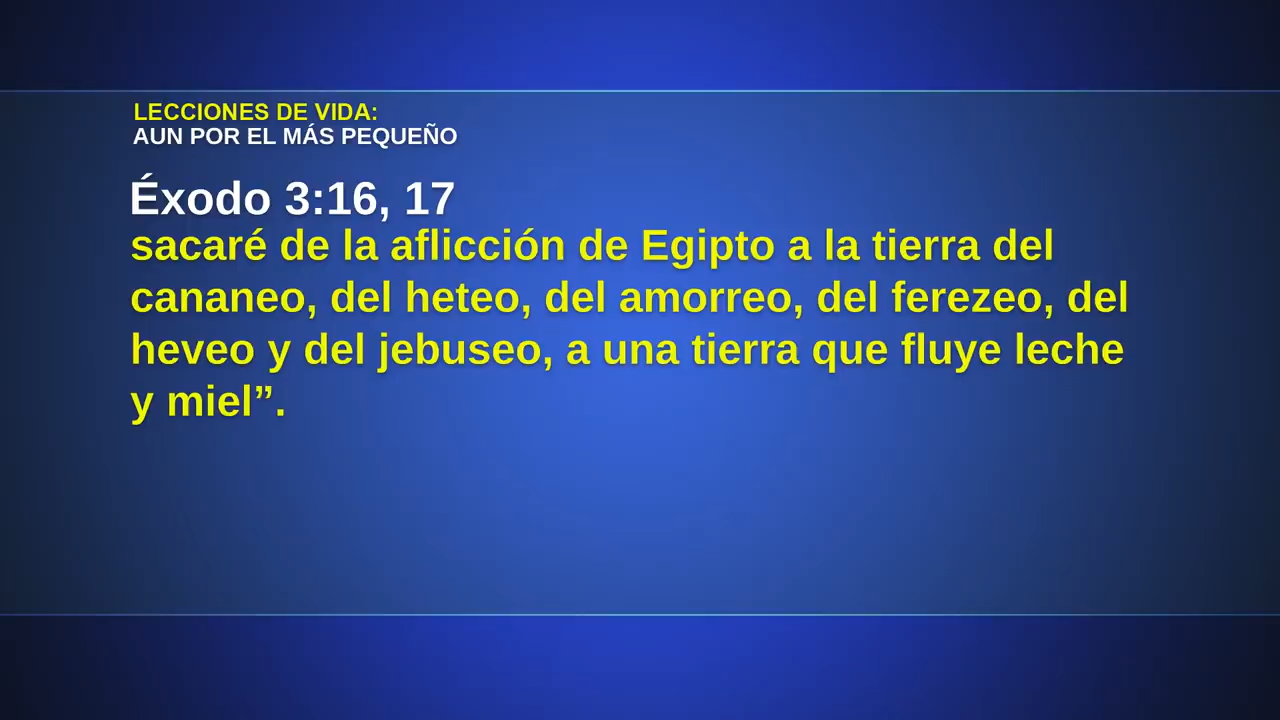 LECCIONES DE VIDA:
AUN POR EL MÁS PEQUEÑO
Éxodo 3:16, 17
sacaré de la aflicción de Egipto a la tierra del
cananeo, del heteo, del amorreo, del ferezeo, del
heveo y del jebuseo, a una tierra que fluye leche
y miel”.